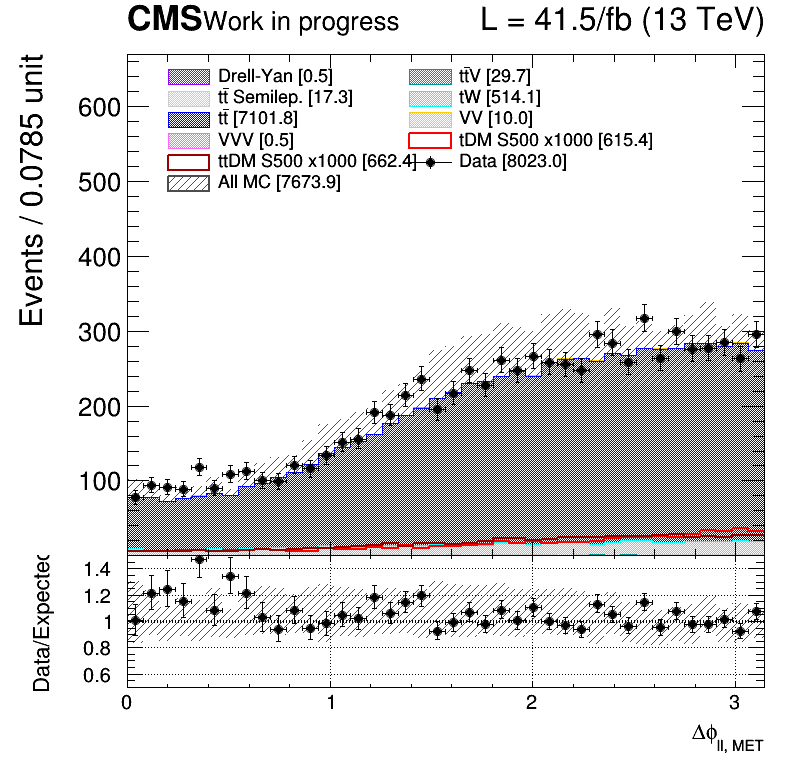 CMS Work in progress L = 41.5/fb (13 TeV)
Events / 0.0785 unit
600
500
400
300
200
100
Drell-Yan [0.5]
tt̄ Semilep. [17.3]
tt̄ [7101.8]
VVV [0.5]
ttDM S500 x1000 [662.4]
All MC [7673.9]
tt̄V [29.7]
tW [514.1]
VV [10.0]
tDM S500 x1000 [615.4]
Data [8023.0]
Data/Expected
1.4
1.2
1
0.8
0.6
0 1 2 3
Δϕ_ll, MET